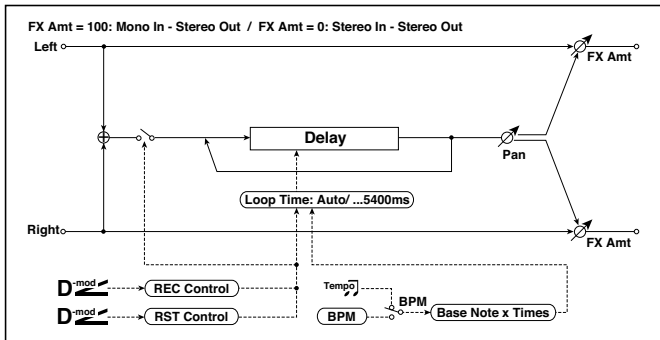 FX Amt = 100: Mono In - Stereo Out / FX Amt = 0: Stereo In - Stereo Out
Left
FX Amt
Delay
Pan
Loop Time: Auto/ ...5400ms
Right
FX Amt
D-mod
REC Control
Tempo
BPM
D-mod
RST Control
BPM
Base Note x Times